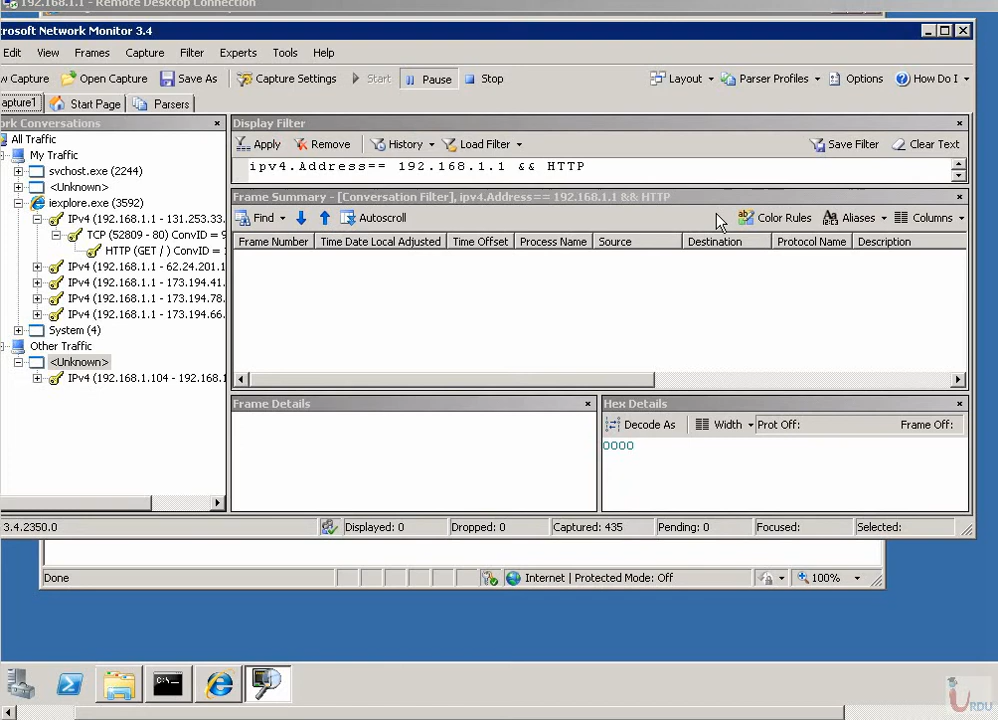 192.168.1.1 - Remote Desktop Connection
rosoft Network Monitor 3.4
Edit View Frames Capture Filter Experts Tools Help
w Capture Open Capture Save As Capture Settings Start Pause Stop Layout Parser Profiles Options How Do I
apture1 Start Page Parsers
ork Conversations
All Traffic
My Traffic
svchost.exe (2244)
<Unknown>
iexplore.exe (3592)
IPv4 (192.168.1.1 - 131.253.33.
TCP (52809 - 80) ConvID = 9
HTTP (GET / ) ConvID =
IPv4 (192.168.1.1 - 62.24.201.1
IPv4 (192.168.1.1 - 173.194.41.
IPv4 (192.168.1.1 - 173.194.78.
IPv4 (192.168.1.1 - 173.194.66.
System (4)
Other Traffic
<Unknown>
IPv4 (192.168.1.104 - 192.168.1
Display Filter
Apply Remove History Load Filter Save Filter Clear Text
ipv4.Address== 192.168.1.1 && HTTP
Frame Summary - [Conversation Filter], ipv4.Address== 192.168.1.1 && HTTP
Find Autoscroll Color Rules Aliases Columns
Frame Number Time Date Local Adjusted Time Offset Process Name Source Destination Protocol Name Description
Frame Details
Hex Details
Decode As Width Prot Off: Frame Off:
0000
3.4.2350.0 Displayed: 0 Dropped: 0 Captured: 435 Pending: 0 Focused: Selected:
Done Internet | Protected Mode: Off 100%
C:\.
URDU